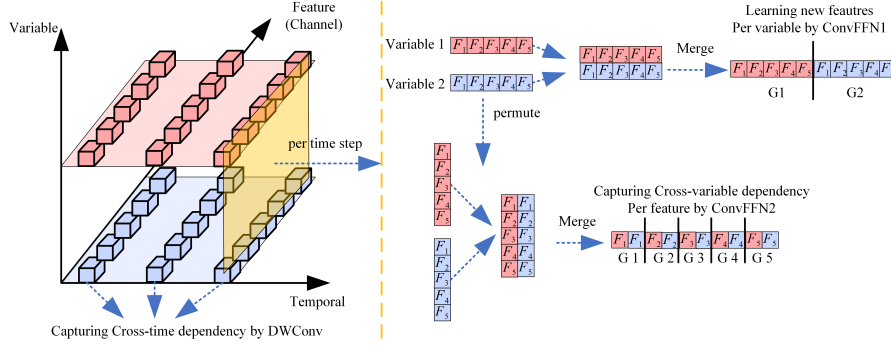 Feature
(Channel)
Variable
Temporal
per time step
Capturing Cross-time dependency by DWConv
Variable 1
F1 F2 F3 F4 F5
Variable 2
F1 F2 F3 F4 F5
F1 F2 F3 F4 F5
F1 F2 F3 F4 F5
Merge
Learning new feautres
Per variable by ConvFFN1
F1 F2 F3 F4 F5 F1 F2 F3 F4 F
G1 G2
permute
F1
F2
F3
F4
F5
F1
F2
F3
F4
F5
F1 F1
F2 F2
F3 F3
F4 F4
F5 F5
Merge
Capturing Cross-variable dependency
Per feature by ConvFFN2
F1 F1 F2 F2 F3 F3 F4 F4 F5 F5
G 1 G 2 G 3 G 4 G 5